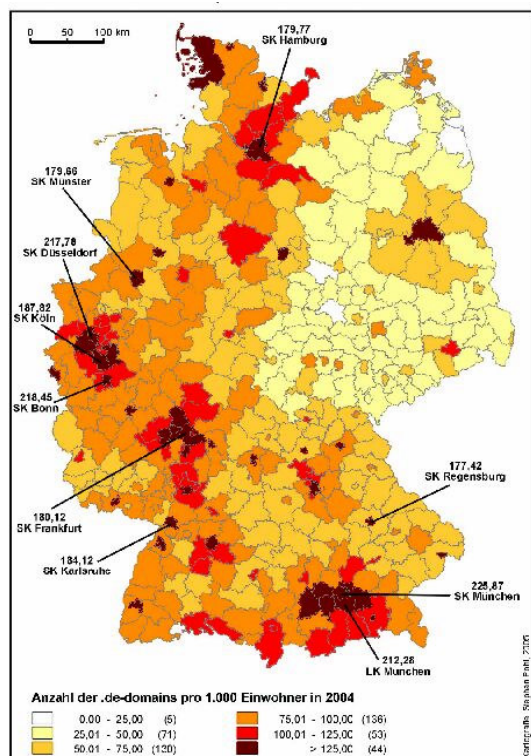 0 50 100 km
179,77
SK Hamburg
179,66
SK Münster
217,78
SK Düsseldorf
187,82
SK Köln
218,45
SK Bonn
177,42
SK Regensburg
180,12
SK Frankfurt
184,12
SK Karlsruhe
225,87
SK München
212,28
LK München
Anzahl der .de-domains pro 1.000 Einwohner in 2004
0.00 - 25,00 (5)
25,01 - 50,00 (71)
50.01 - 75,00 (130)
75,01 - 100,00 (136)
100,01 - 125,00 (53)
> 125,00 (44)
Stephan